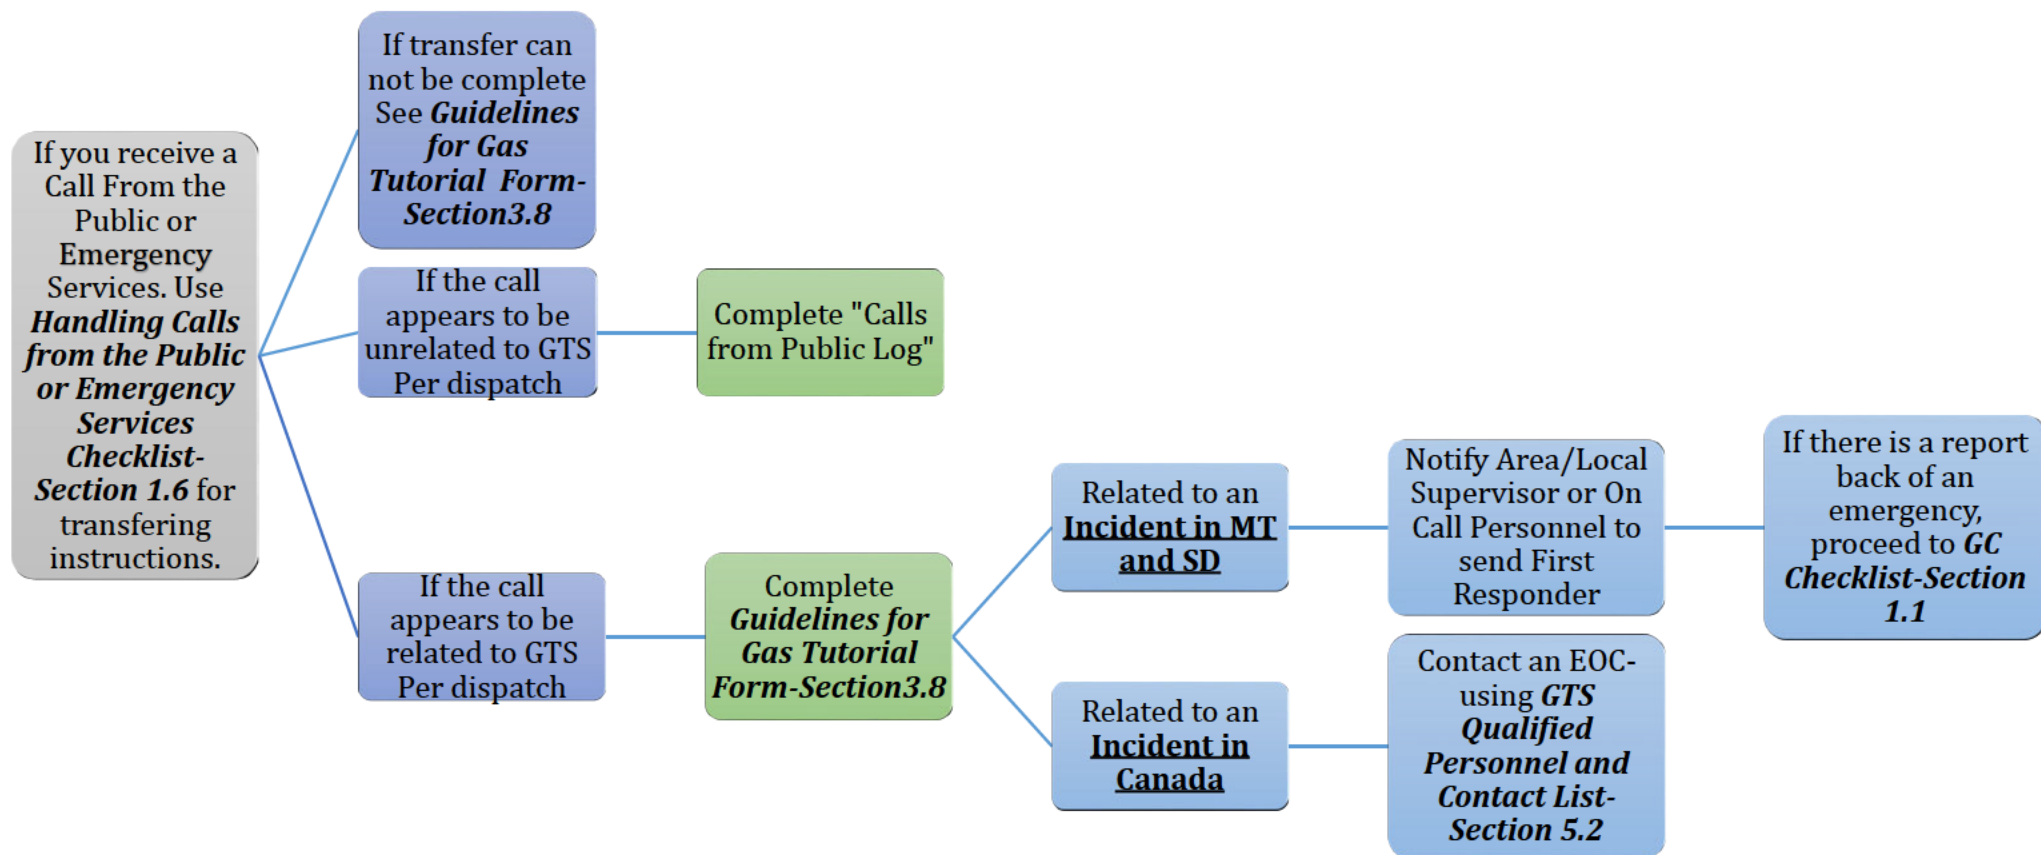 If you receive a
Call From the
Public or
Emergency
Services. Use
Handling Calls
from the Public
or Emergency
Services
Checklist-
Section 1.6 for
transfering
instructions.
If transfer can
not be complete
See Guidelines
for Gas
Tutorial Form-
Section3.8
If the call
appears to be
unrelated to GTS
Per dispatch
Complete "Calls
from Public Log"
If the call
appears to be
related to GTS
Per dispatch
Complete
Guidelines for
Gas Tutorial
Form-Section3.8
Related to an
Incident in MT
and SD
Notify Area/Local
Supervisor or On
Call Personnel to
send First
Responder
If there is a report
back of an
emergency,
proceed to GC
Checklist-Section
1.1
Related to an
Incident in
Canada
Contact an EOC-
using GTS
Qualified
Personnel and
Contact List-
Section 5.2